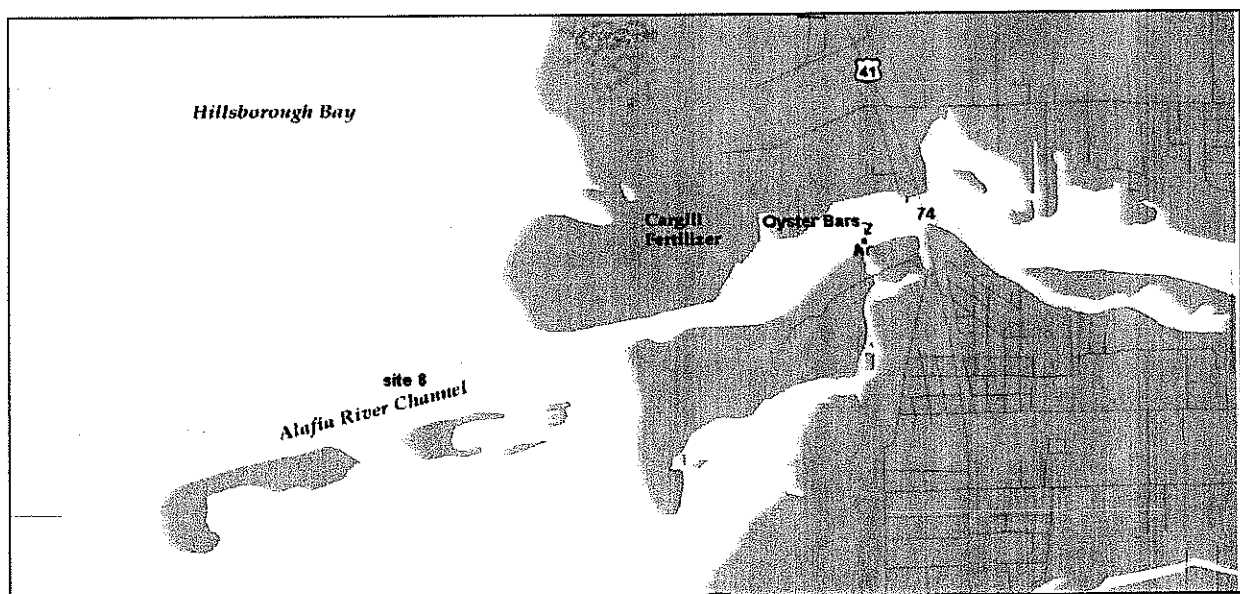 41
Hillsborough Bay
74
Cargill
Fertilizer
Oyster Bars
site 8
Alafia River Channel